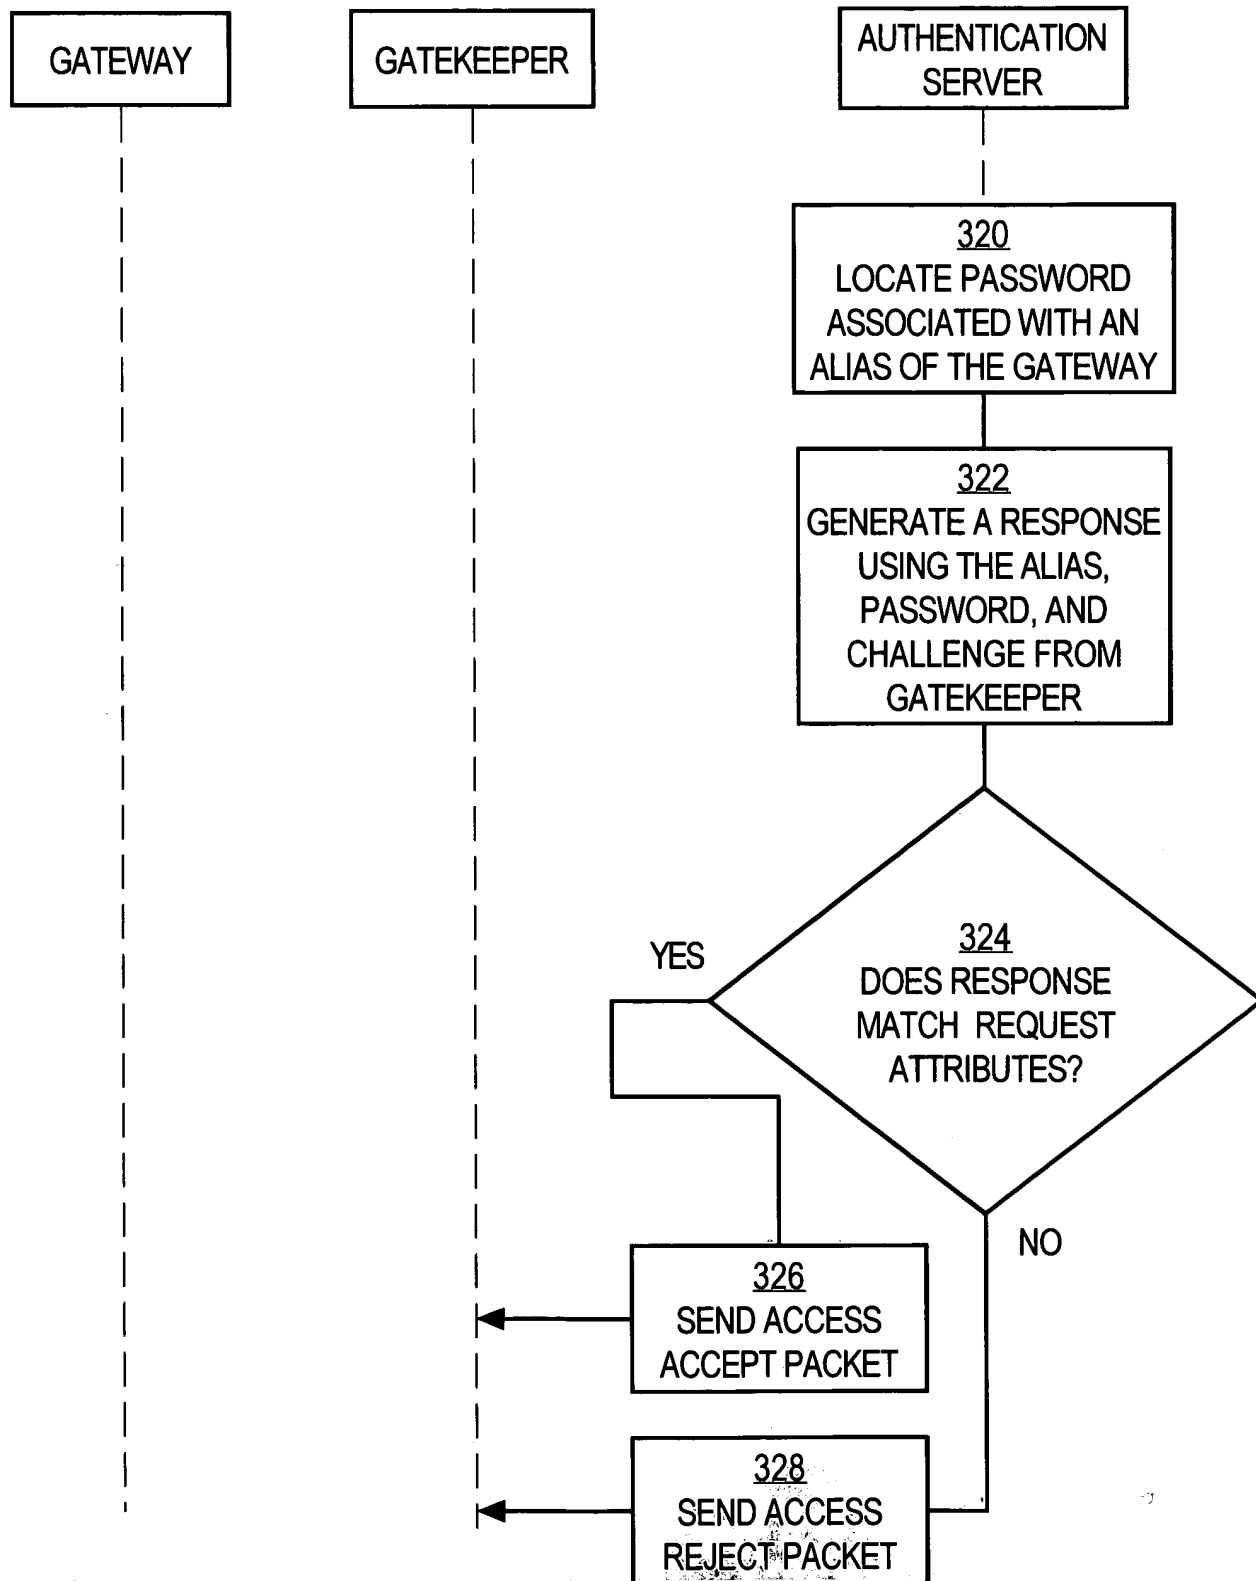 GATEWAY
GATEKEEPER
AUTHENTICATION
SERVER
320
LOCATE PASSWORD
ASSOCIATED WITH AN
ALIAS OF THE GATEWAY
322
GENERATE A RESPONSE
USING THE ALIAS,
PASSWORD, AND
CHALLENGE FROM
GATEKEEPER
YES
324
DOES RESPONSE
MATCH REQUEST
ATTRIBUTES?
NO
326
SEND ACCESS
ACCEPT PACKET
328
SEND ACCESS
REJECT PACKET